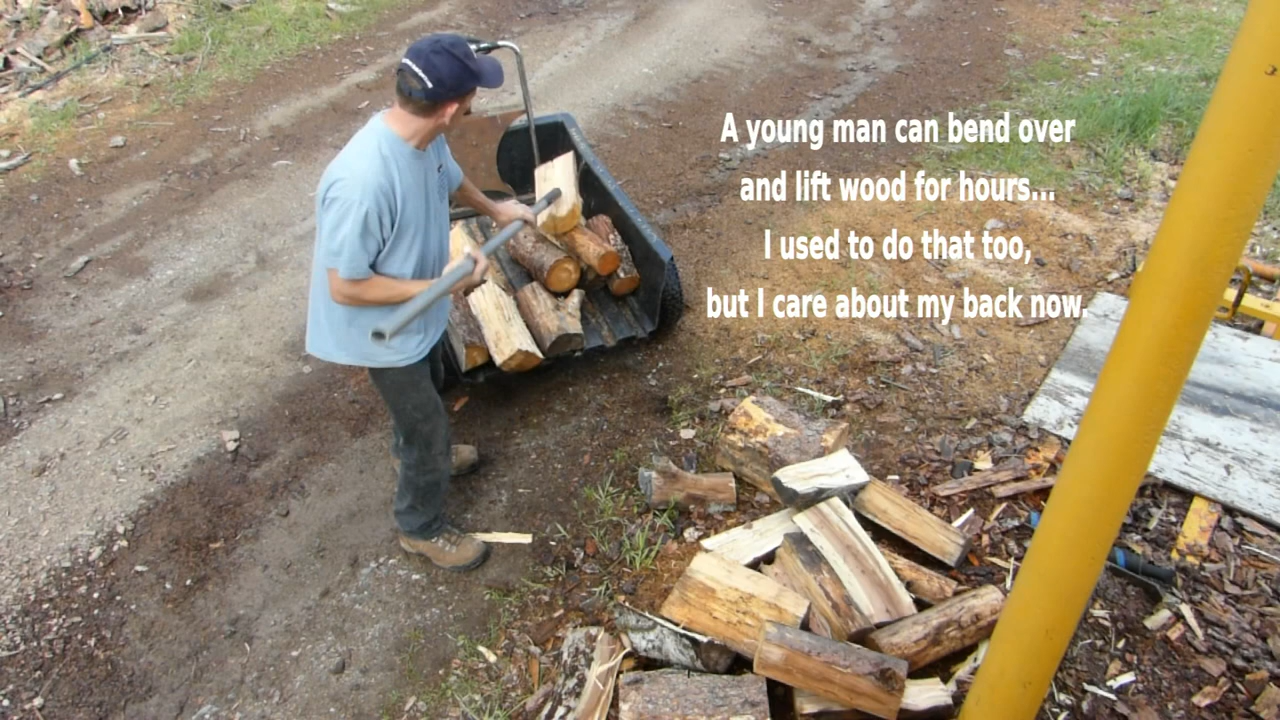 A young man can bend over
and lift wood for hours...
I used to do that too,
but I care about my back now.